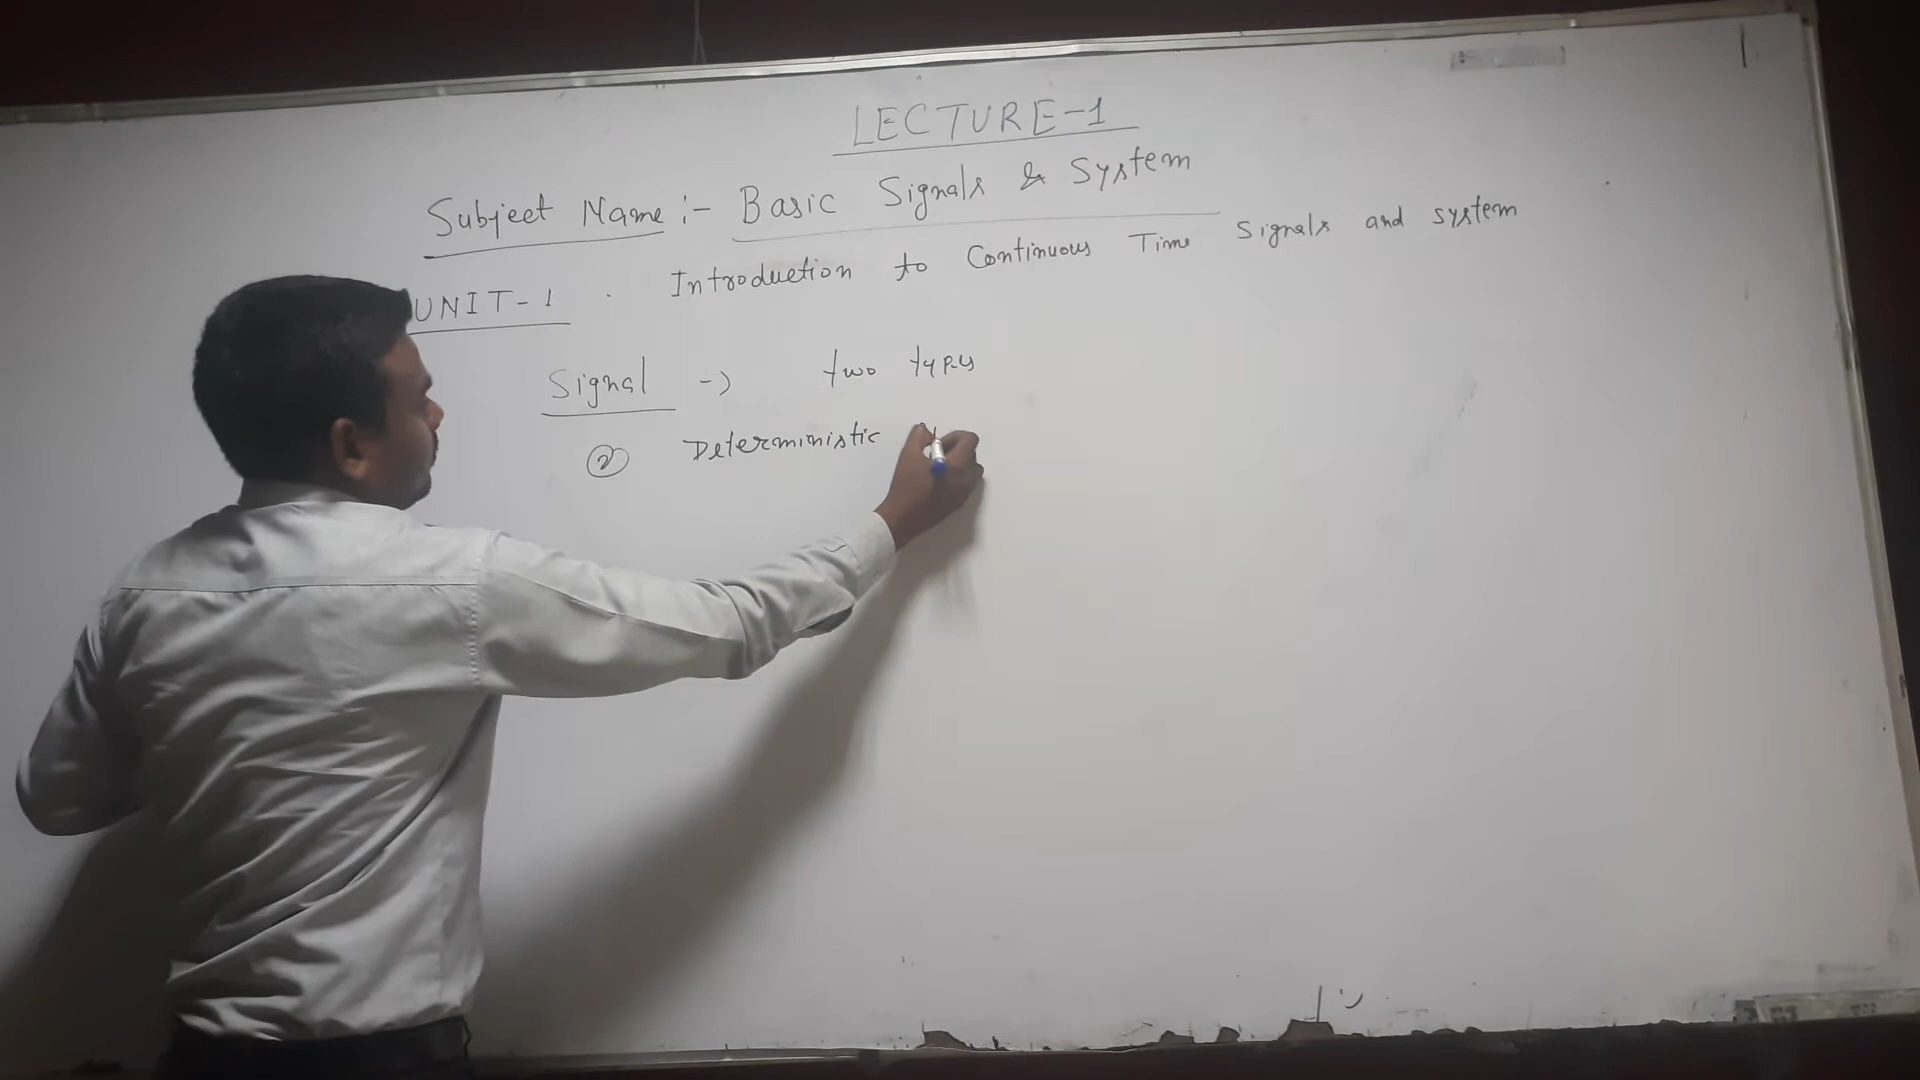 LECTURE-1
Subject Name :- Basic Signals & System
UNIT-1 . Introduction to Continuous Time Signals and system
Signal -> two types
Deterministic